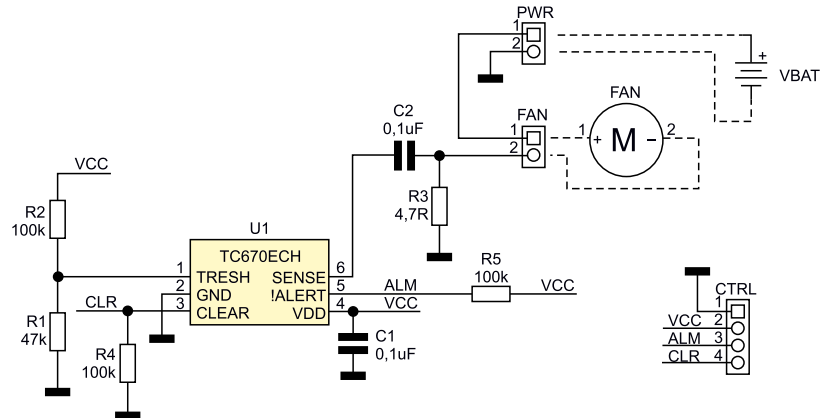 PWR
1
2
+
VBAT
FAN
C2
0,1uF
FAN
1
2
1 + M − 2
VCC
R3
4,7R
R2
100k
U1
TC670ECH
1 TRESH SENSE 6
2 GND !ALERT 5
3 CLEAR VDD 4
ALM
R5
100k
VCC
VCC
CLR
R1
47k
R4
100k
C1
0,1uF
CTRL
1
VCC 2
ALM 3
CLR 4